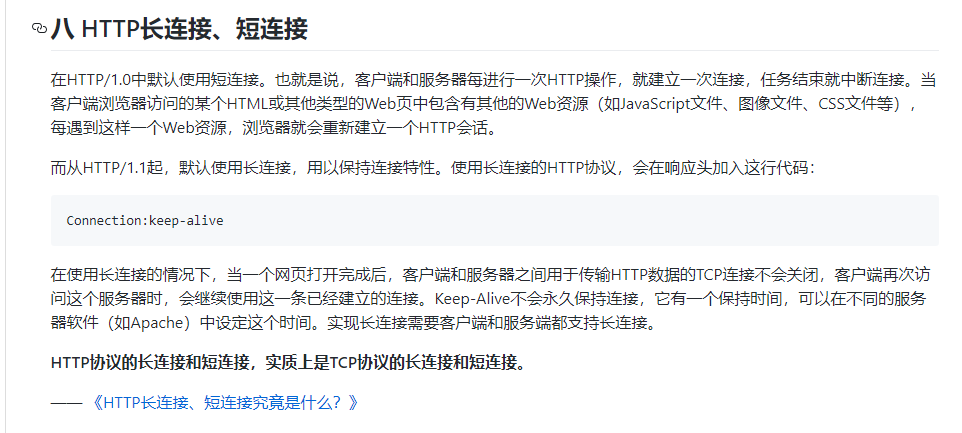 八 HTTP长连接、短连接
在HTTP/1.0中默认使用短连接。也就是说，客户端和服务器每进行一次HTTP操作，就建立一次连接，任务结束就中断连接。当
客户端浏览器访问的某个HTML或其他类型的Web页中包含有其他的Web资源（如JavaScript文件、图像文件、CSS文件等），
每遇到这样一个Web资源，浏览器就会重新建立一个HTTP会话。
而从HTTP/1.1起，默认使用长连接，用以保持连接特性。使用长连接的HTTP协议，会在响应头加入这行代码：
Connection:keep-alive
在使用长连接的情况下，当一个网页打开完成后，客户端和服务器之间用于传输HTTP数据的TCP连接不会关闭，客户端再次访
问这个服务器时，会继续使用这一条已经建立的连接。Keep-Alive不会永久保持连接，它有一个保持时间，可以在不同的服务
器软件（如Apache）中设定这个时间。实现长连接需要客户端和服务端都支持长连接。
HTTP协议的长连接和短连接，实质上是TCP协议的长连接和短连接。
—— 《HTTP长连接、短连接究竟是什么？》